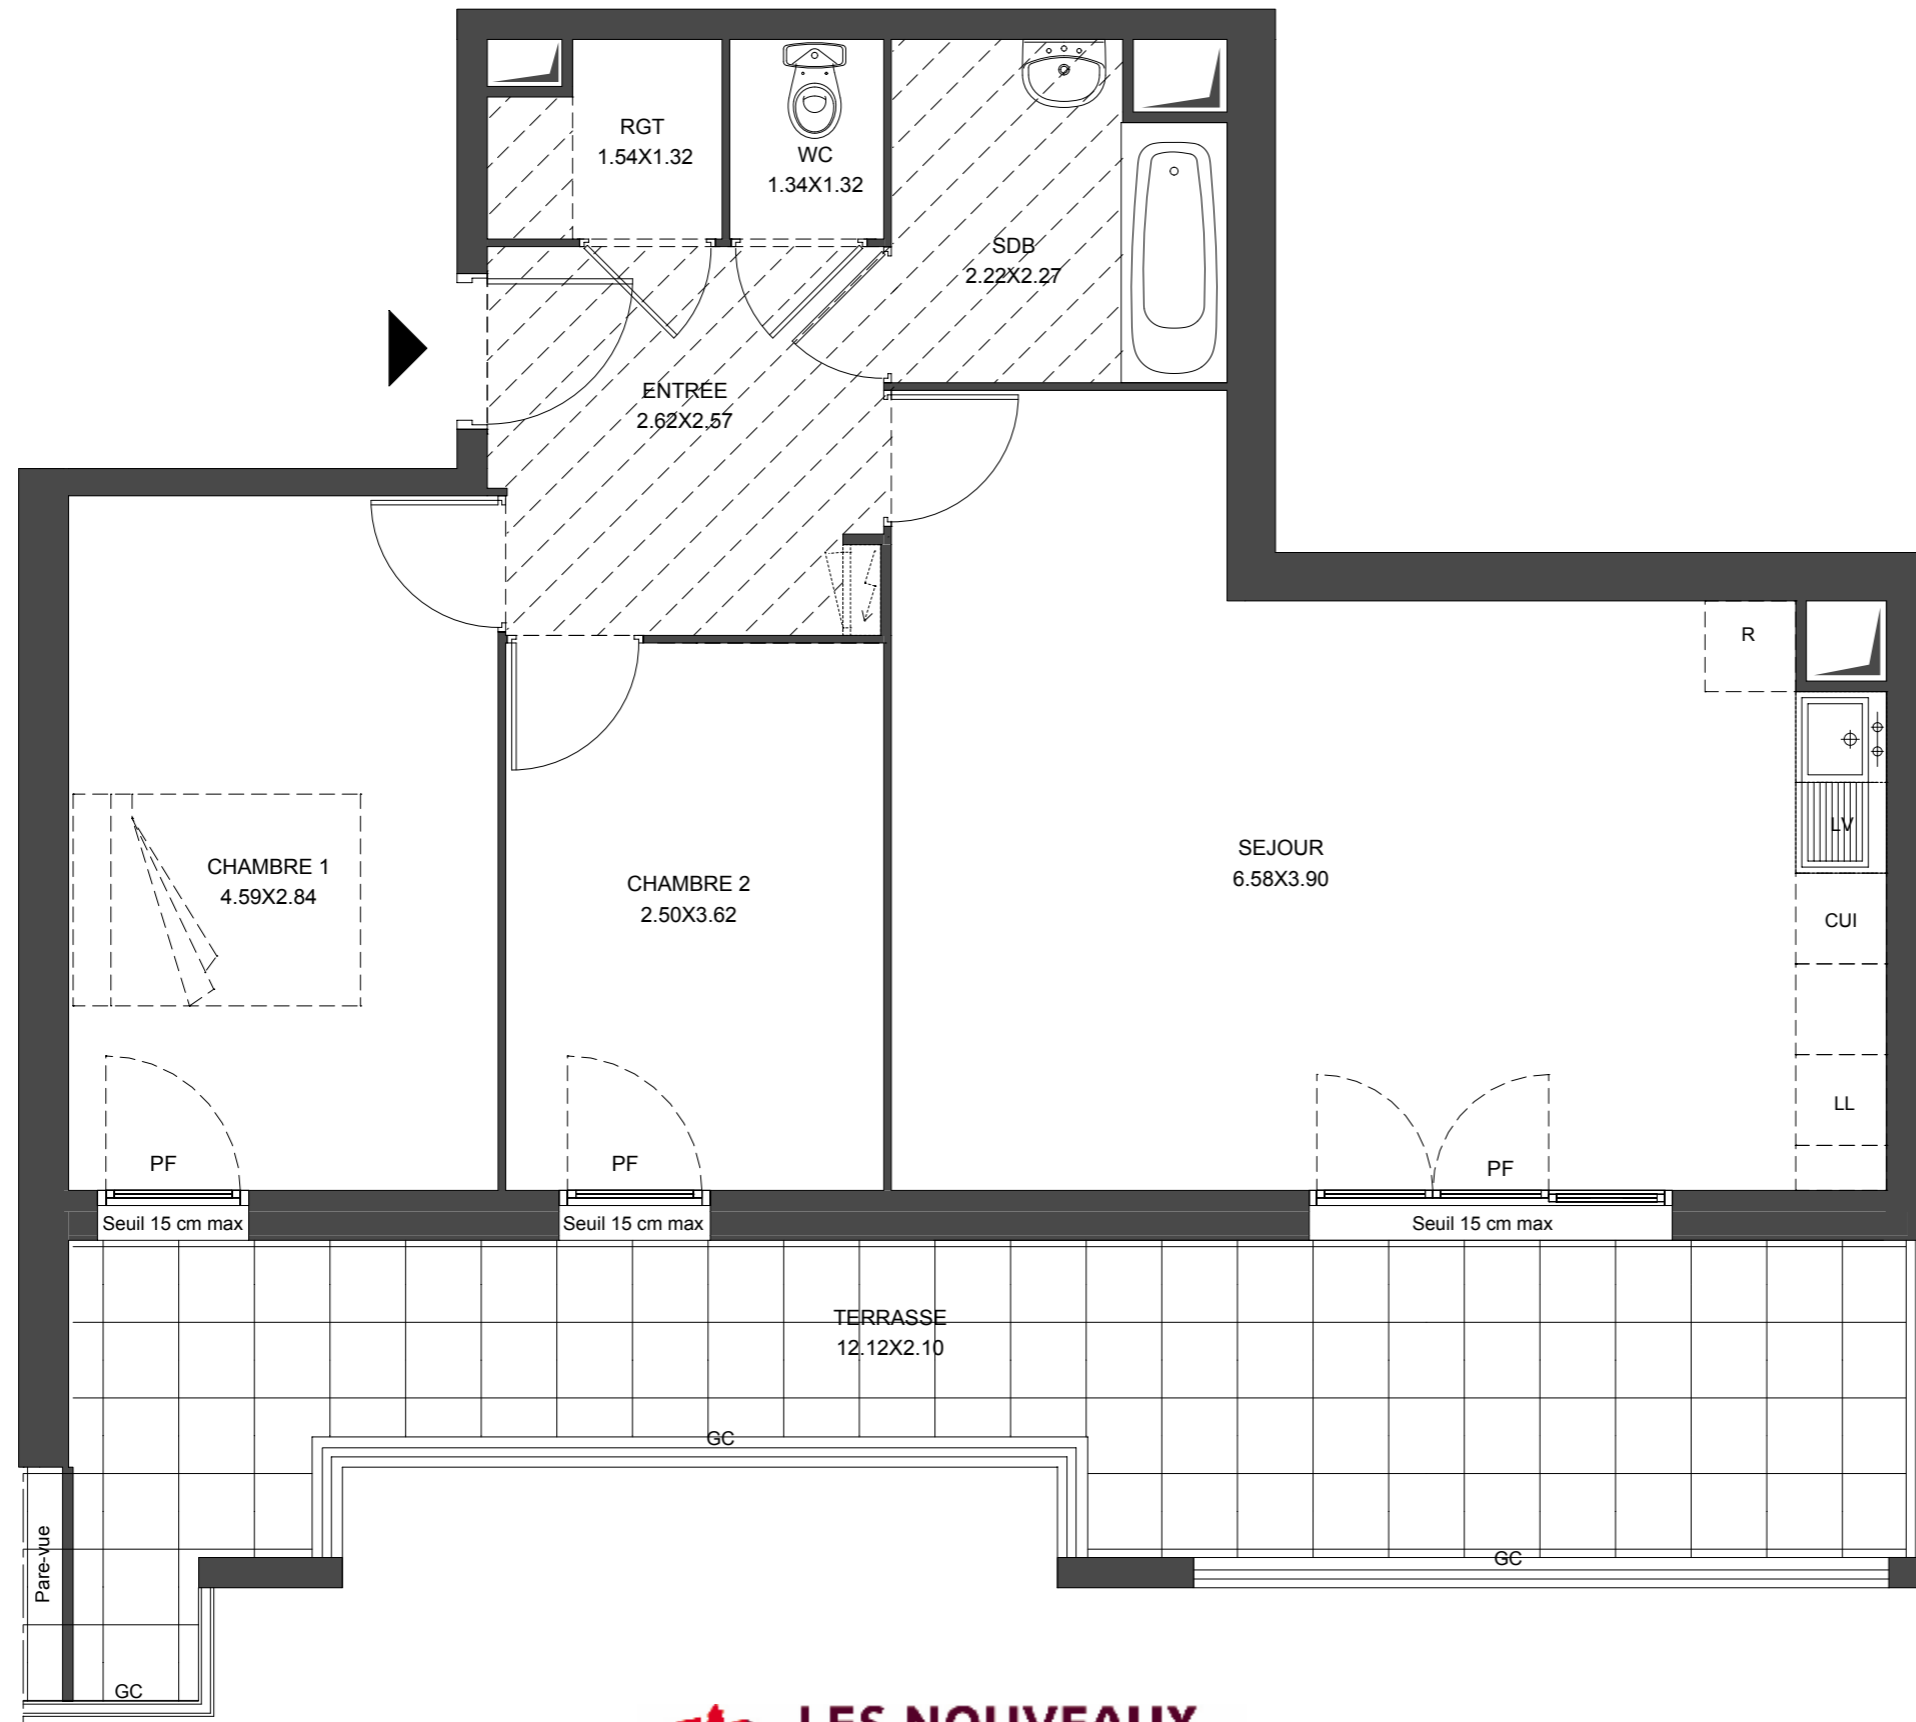 RGT
1.54X1.32
WC
1.34X1.32
SDB
2.22X2.27
ENTREE
2.62X2.57
R
LV
SEJOUR
6.58X3.90
CHAMBRE 1
4.59X2.84
CHAMBRE 2
2.50X3.62
CUI
LL
PF
PF
PF
Seuil 15 cm max
Seuil 15 cm max
Seuil 15 cm max
TERRASSE
12.12X2.10
GC
GC
Pare-vue
GC
LES NOUVEAUX